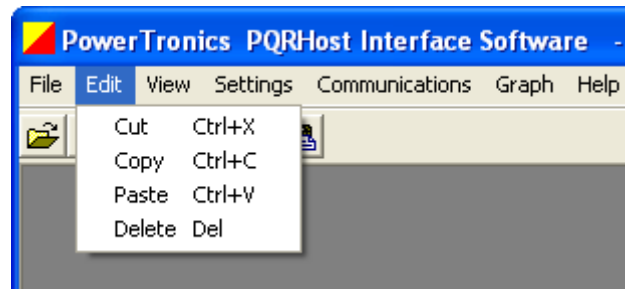 PowerTronics PQRHost Interface Software -
File Edit View Settings Communications Graph Help
Cut Ctrl+X
Copy Ctrl+C
Paste Ctrl+V
Delete Del